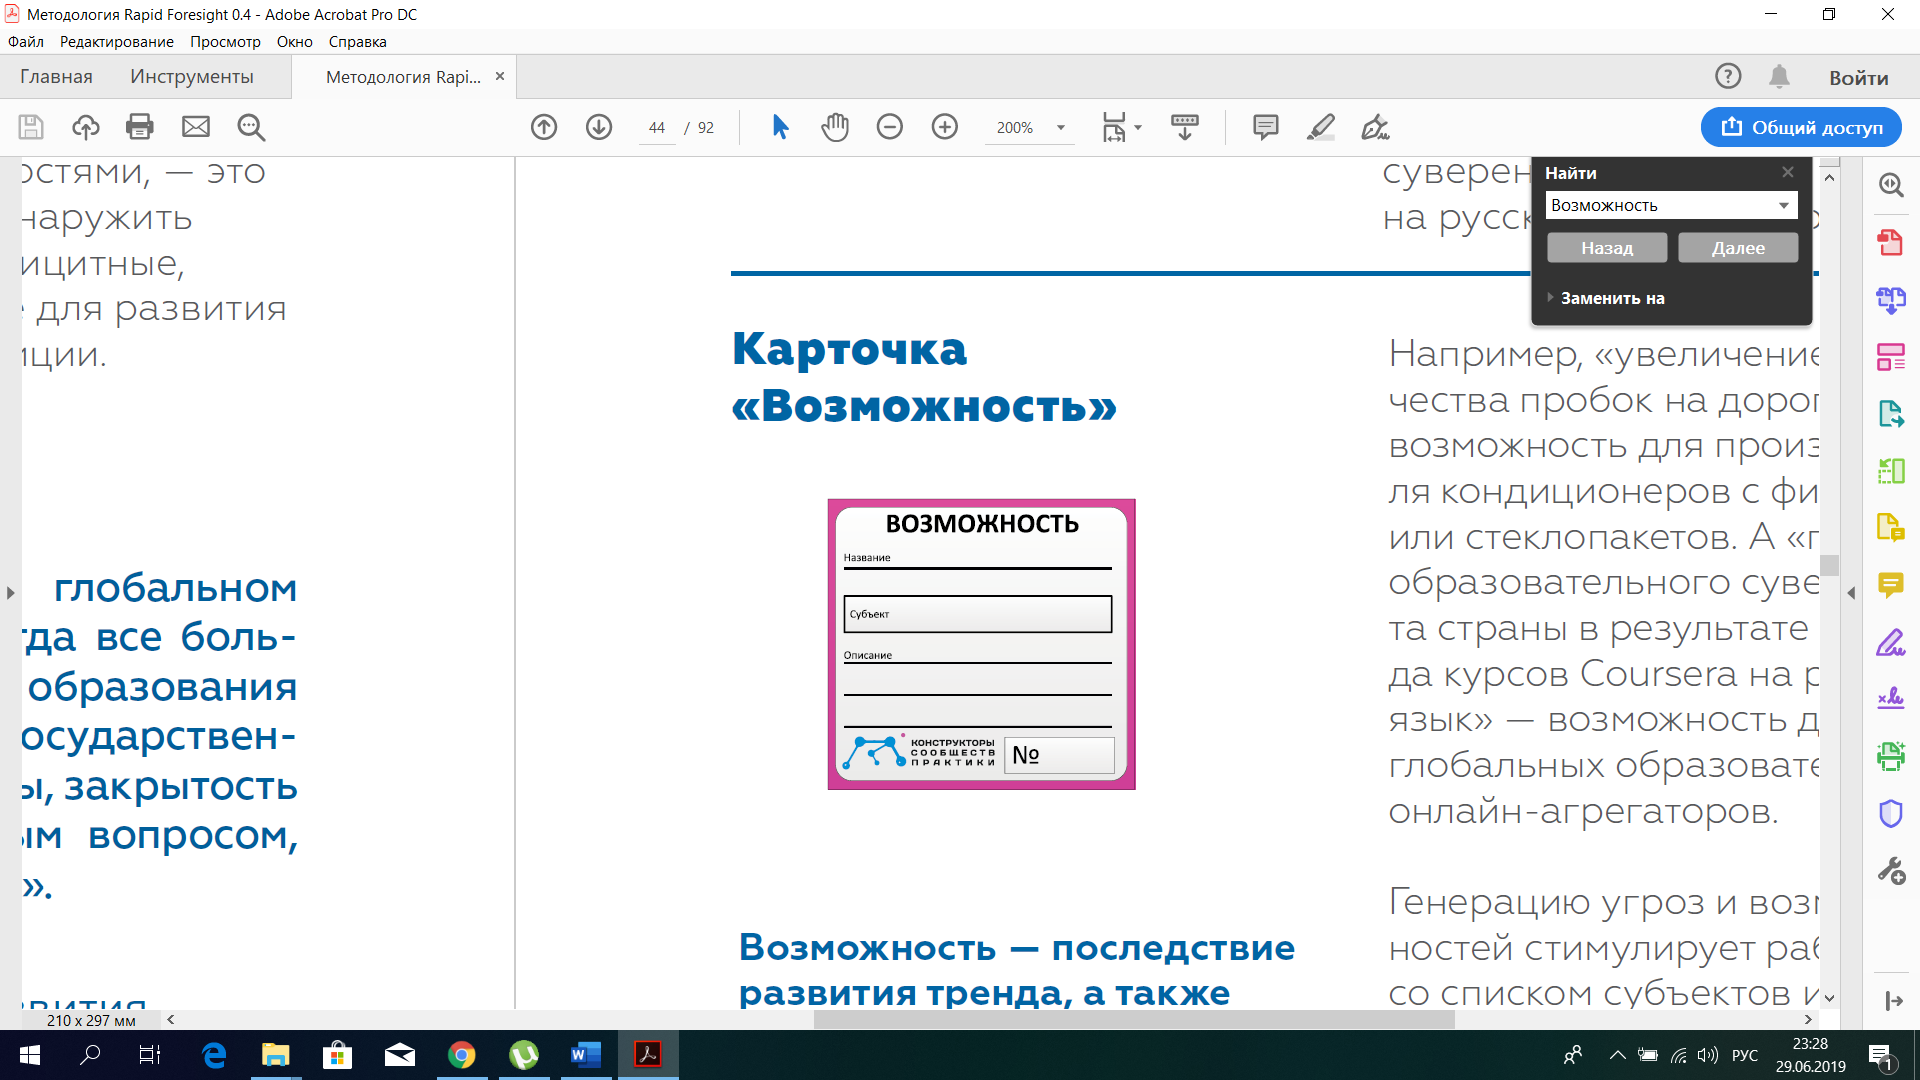 Методология Rapid Foresight 0.4 - Adobe Acrobat Pro DC
Файл Редактирование Просмотр Окно Справка
Главная Инструменты Методология Rapi... × Войти
44 / 92 200% Общий доступ
остями, — это
наружить
ицитные,
для развития
ции.
глобальном
гда все боль-
образования
осударствен-
ы, закрытость
ым вопросом,
».
звития
Карточка
«Возможность»
ВОЗМОЖНОСТЬ
Название
Субъект
Описание
КОНСТРУКТОРЫ
СООБЩЕСТВ
ПРАКТИКИ
№
Возможность — последствие
развития тренда, а также
суверен
на русск
Найти
Возможность
Назад Далее
Заменить на
Например, «увеличение
чества пробок на дорог
возможность для произ
ля кондиционеров с фи
или стеклопакетов. А «п
образовательного суве
та страны в результате
да курсов Coursera на р
язык» — возможность д
глобальных образовате
онлайн-агрегаторов.
Генерацию угроз и возм
ностей стимулирует раб
со списком субъектов и
210 x 297 мм
РУС
23:28
29.06.2019
1